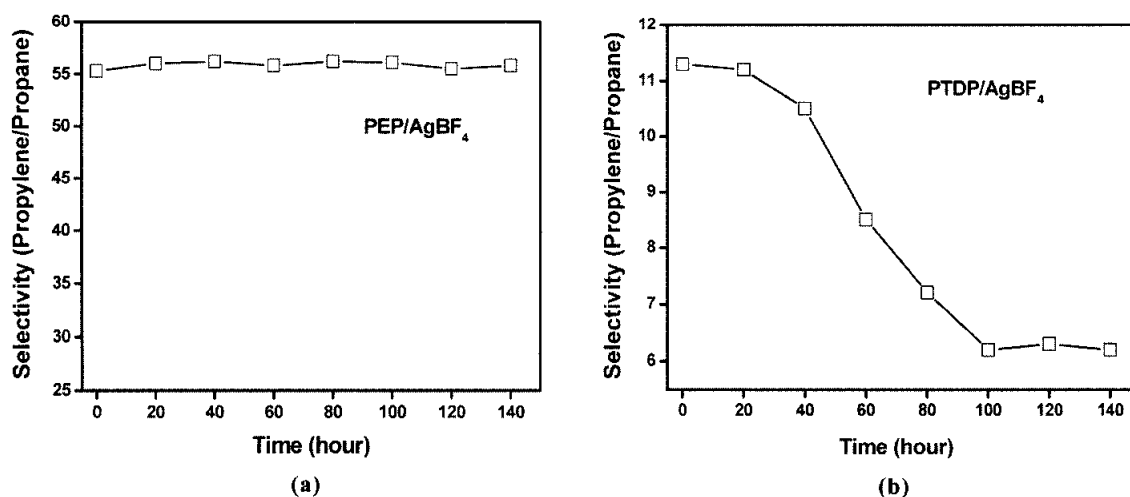 60
55
50
45
40
35
30
25
Selectivity (Propylene/Propane)
PEP/AgBF₄
0 20 40 60 80 100 120 140
Time (hour)
(a)
12
11
10
9
8
7
6
Selectivity (Propylene/Propane)
PTDP/AgBF₄
0 20 40 60 80 100 120 140
Time (hour)
(b)